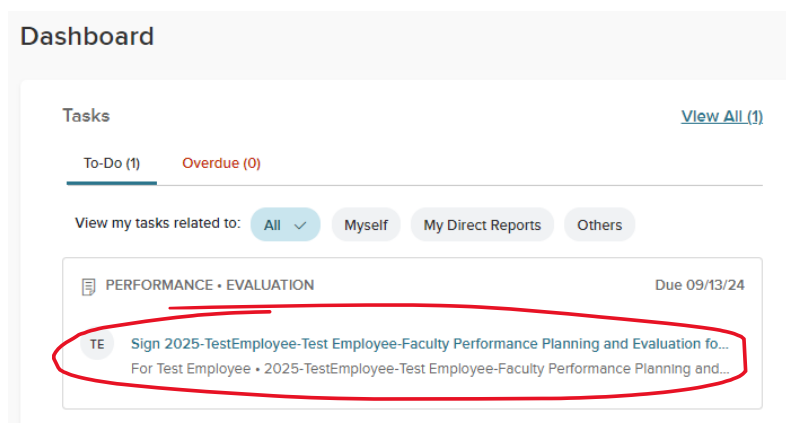 Dashboard
Tasks
View All (1)
To-Do (1) Overdue (0)
View my tasks related to: All Myself My Direct Reports Others
PERFORMANCE • EVALUATION Due 09/13/24
TE Sign 2025-TestEmployee-Test Employee-Faculty Performance Planning and Evaluation fo...
For Test Employee • 2025-TestEmployee-Test Employee-Faculty Performance Planning and...